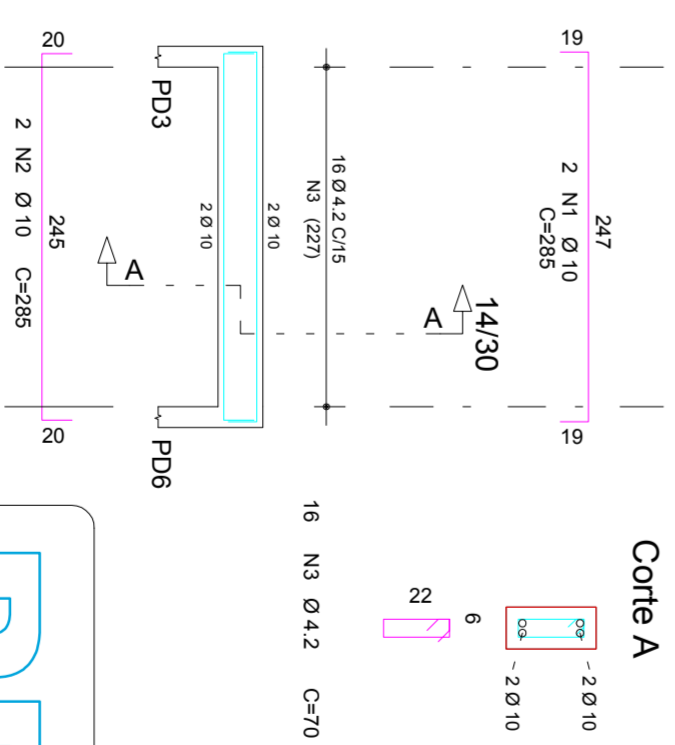 Corte A
19
247
19
2 N1 Ø 10
C=285
14/30
A
16 Ø 4.2 C/15
N3 (227)
2 Ø 10
2 Ø 10
A
PD3
PD6
20
245
20
2 N2 Ø 10 C=285
2 Ø 10
2 Ø 10
22
6
16 N3 Ø 4.2 C=70